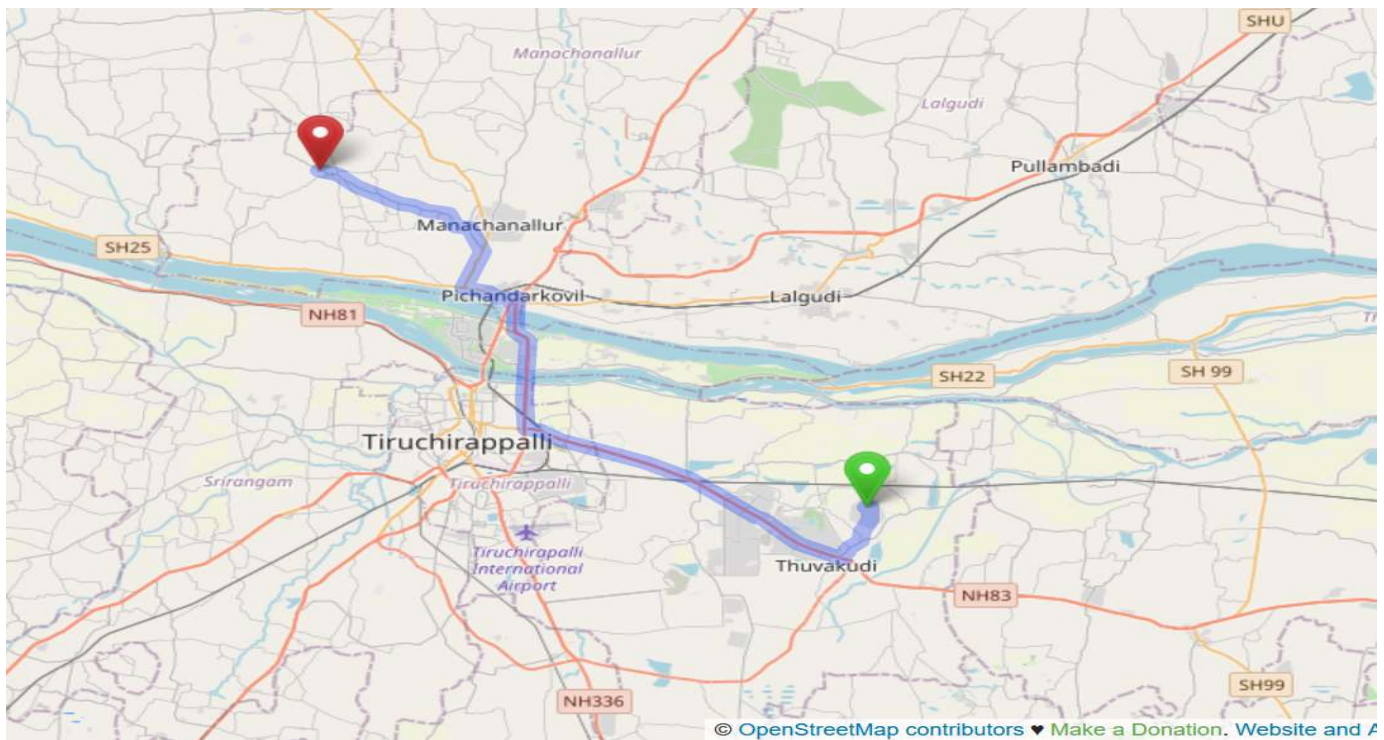 SHU
Manachanallur
Lalgudi
Pullambadi
Manachanallur
SH25
Pichandarkovil
Lalgudi
NH81
SH22
SH 99
Tiruchirappalli
Srirangam
Tiruchirappalli
Tiruchirapalli
International
Airport
Thuvakudi
NH83
SH99
NH336
© OpenStreetMap contributors ♥ Make a Donation. Website and A